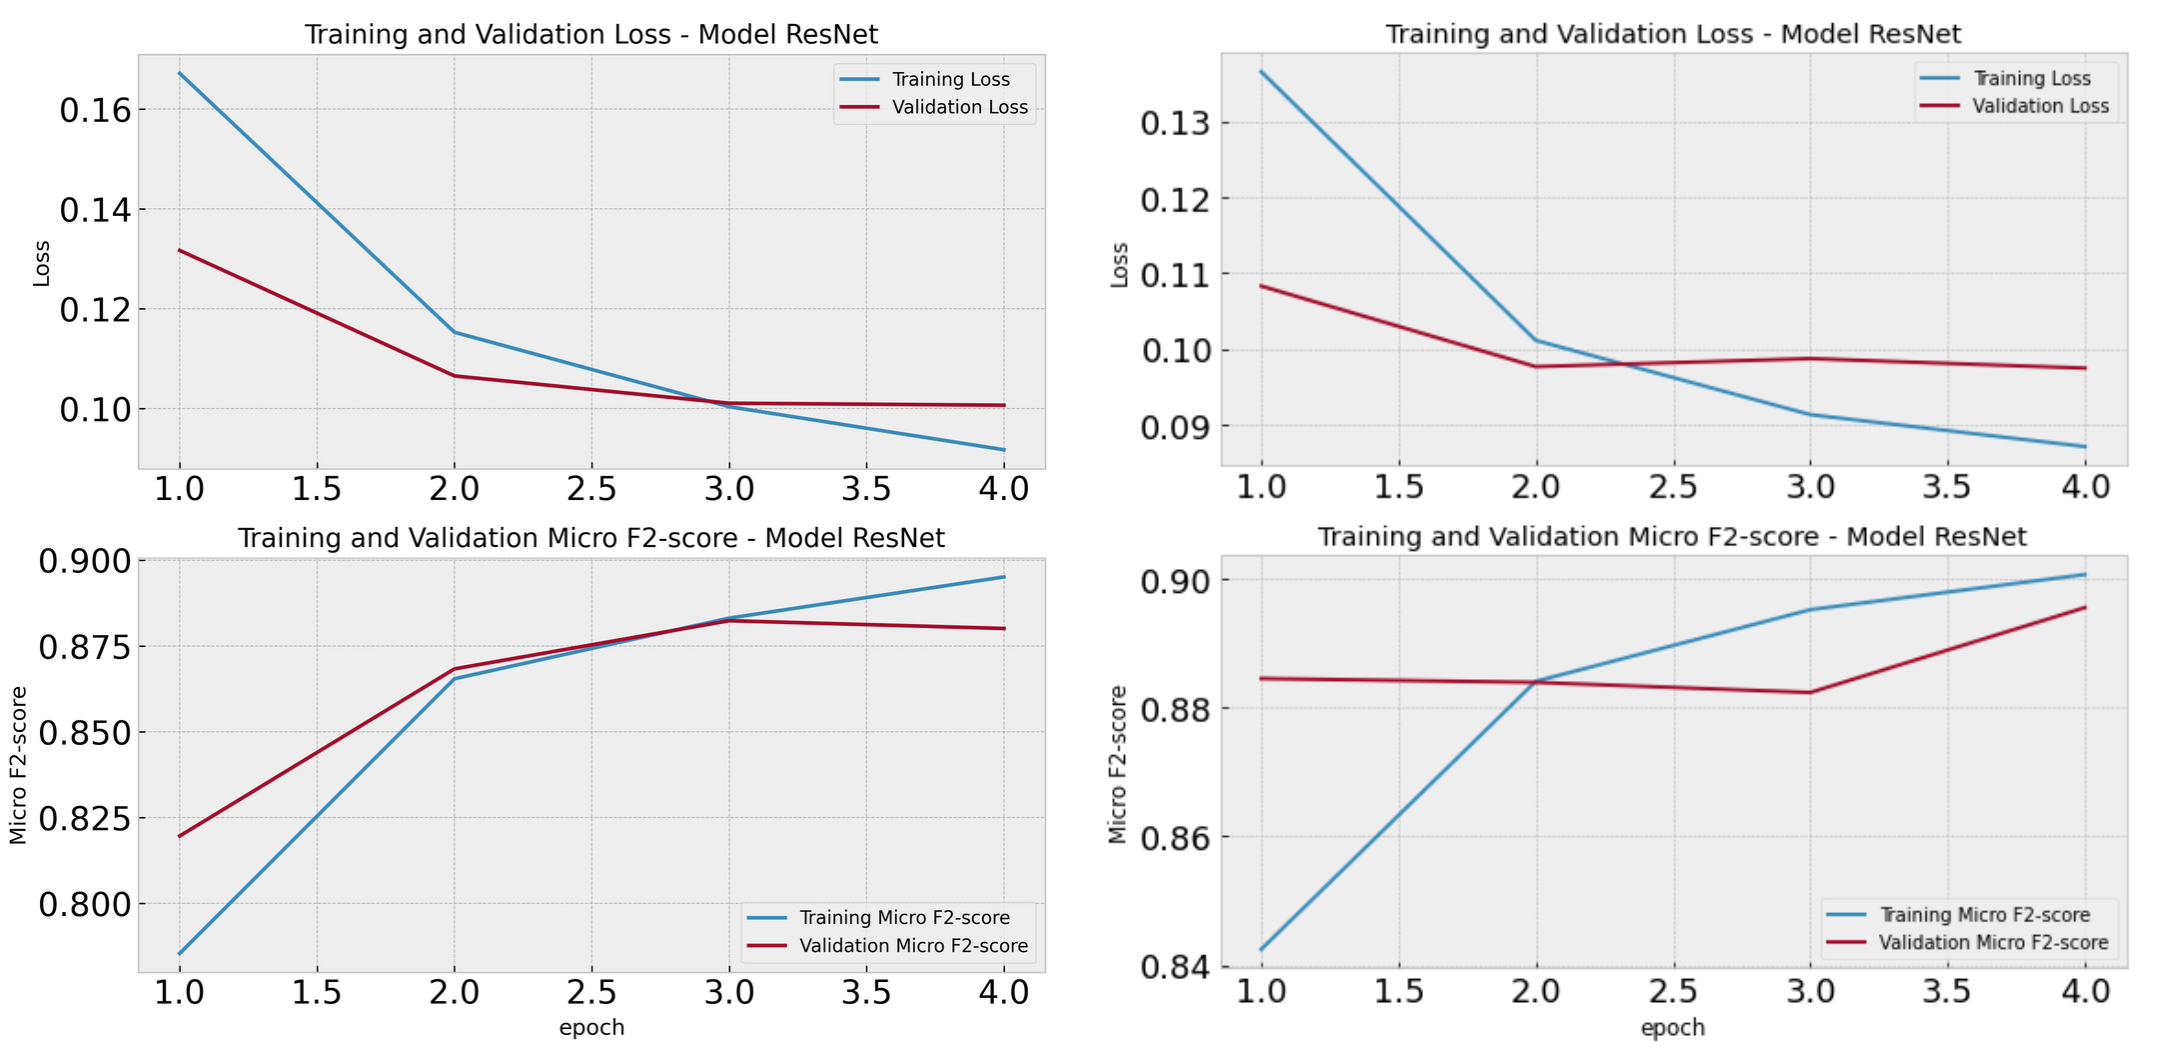 Training and Validation Loss - Model ResNet
Training Loss
Validation Loss
0.16
0.14
0.12
0.10
Loss
1.0 1.5 2.0 2.5 3.0 3.5 4.0
Training and Validation Micro F2-score - Model ResNet
0.900
0.875
0.850
0.825
0.800
Micro F2-score
Training Micro F2-score
Validation Micro F2-score
1.0 1.5 2.0 2.5 3.0 3.5 4.0
epoch
Training and Validation Loss - Model ResNet
Training Loss
Validation Loss
0.13
0.12
0.11
0.10
0.09
Loss
1.0 1.5 2.0 2.5 3.0 3.5 4.0
Training and Validation Micro F2-score - Model ResNet
0.90
0.88
0.86
0.84
Micro F2-score
Training Micro F2-score
Validation Micro F2-score
1.0 1.5 2.0 2.5 3.0 3.5 4.0
epoch